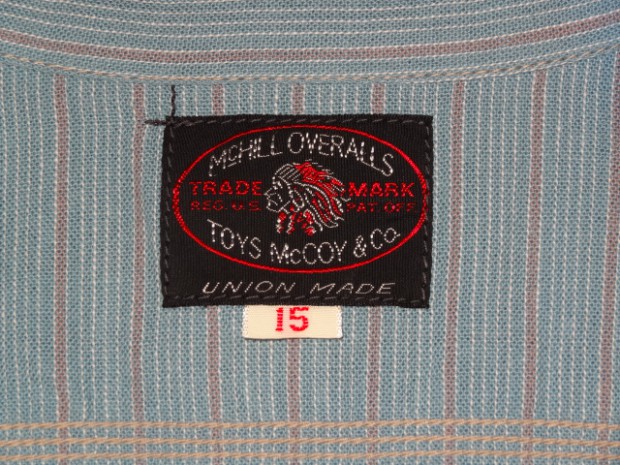 McHILL OVERALLS
TRADE MARK
REG. U.S. PAT OFF.
TOYS McCOY & Co.
UNION MADE
15